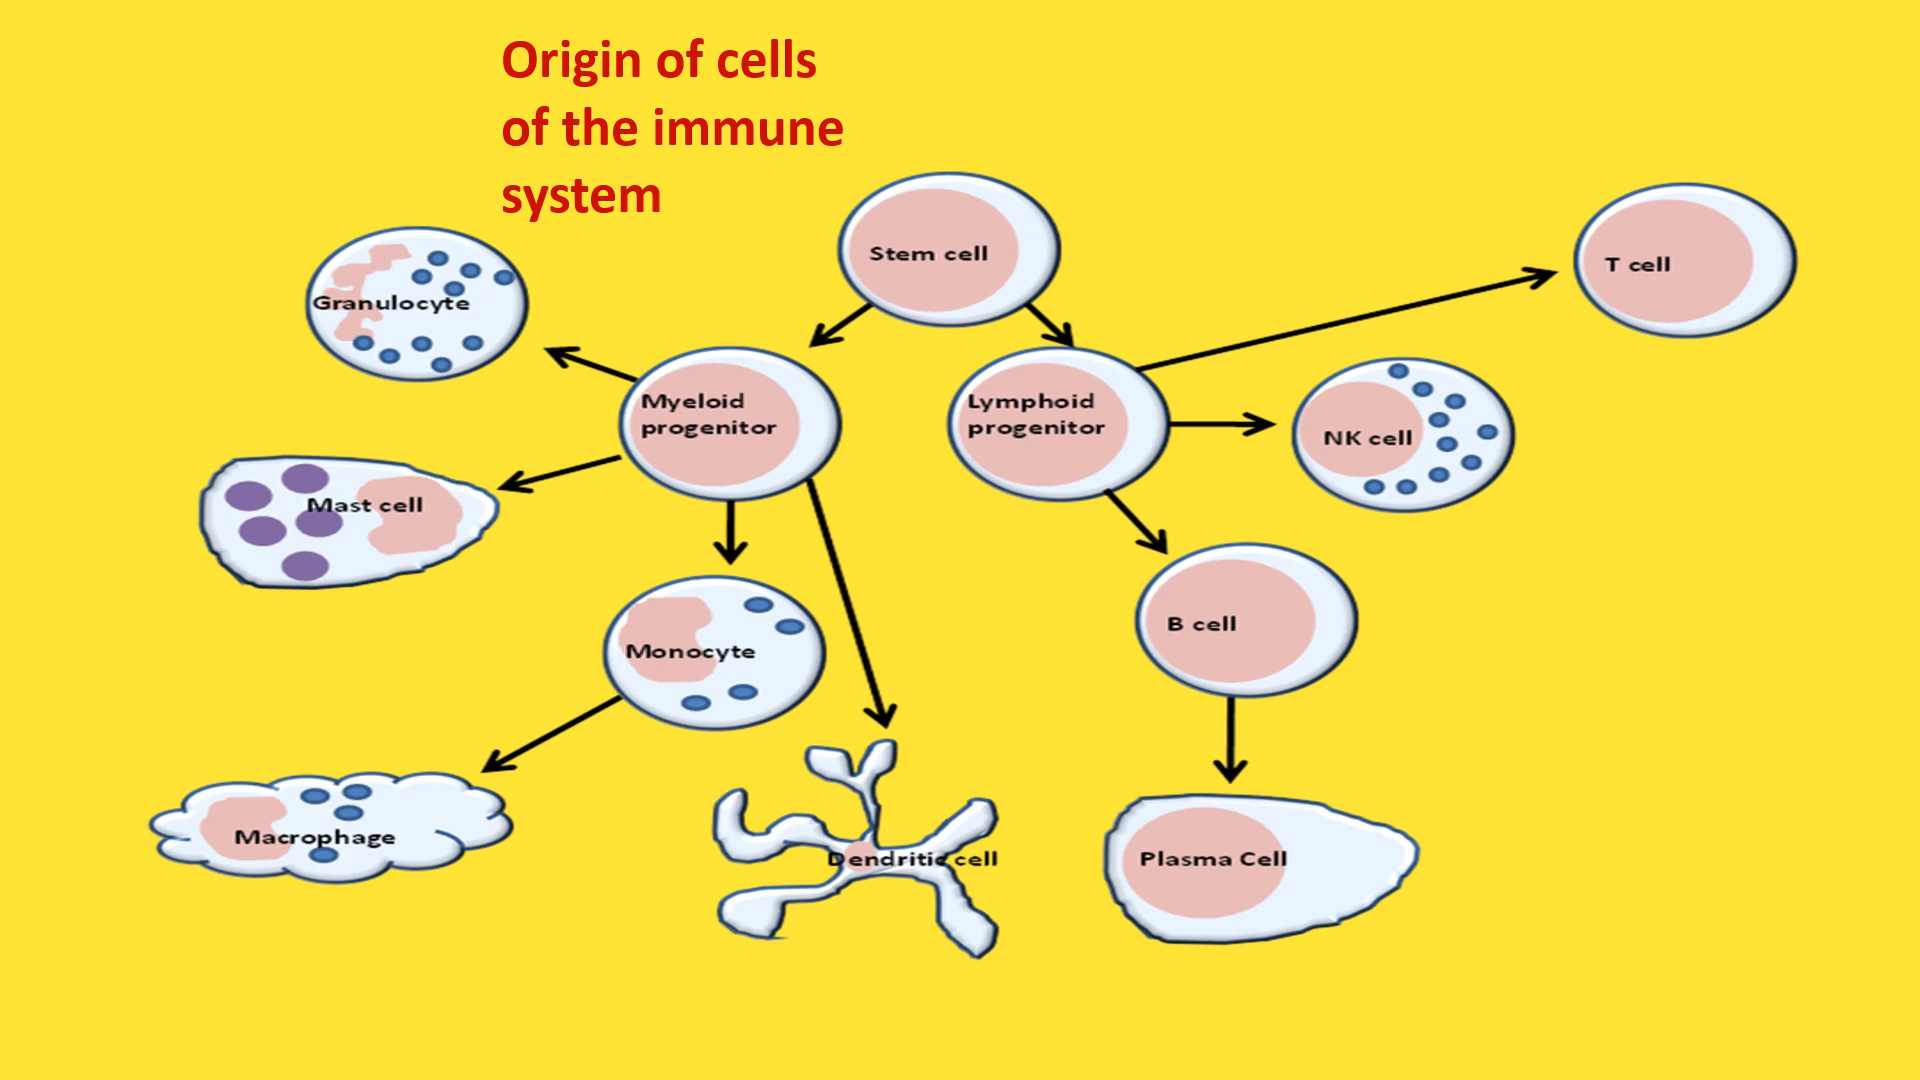 Origin of cells
of the immune
system
Stem cell
T cell
Granulocyte
Myeloid
progenitor
Lymphoid
progenitor
NK cell
Mast cell
B cell
Monocyte
Macrophage
Dendritic cell
Plasma Cell